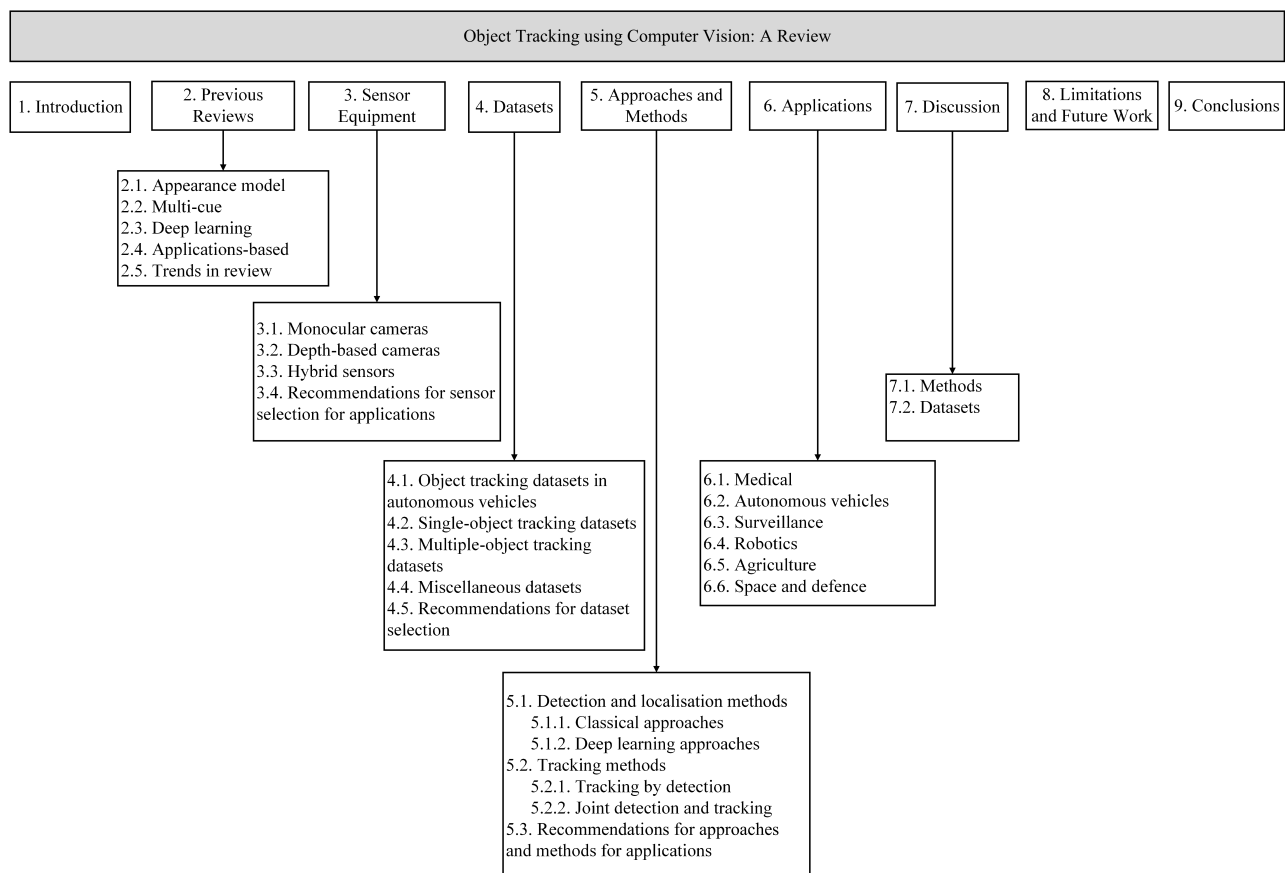 Object Tracking using Computer Vision: A Review
1. Introduction
2. Previous
Reviews
3. Sensor
Equipment
4. Datasets
5. Approaches and
Methods
6. Applications
7. Discussion
8. Limitations
and Future Work
9. Conclusions
2.1. Appearance model
2.2. Multi-cue
2.3. Deep learning
2.4. Applications-based
2.5. Trends in review
3.1. Monocular cameras
3.2. Depth-based cameras
3.3. Hybrid sensors
3.4. Recommendations for sensor
selection for applications
4.1. Object tracking datasets in
autonomous vehicles
4.2. Single-object tracking datasets
4.3. Multiple-object tracking
datasets
4.4. Miscellaneous datasets
4.5. Recommendations for dataset
selection
5.1. Detection and localisation methods
5.1.1. Classical approaches
5.1.2. Deep learning approaches
5.2. Tracking methods
5.2.1. Tracking by detection
5.2.2. Joint detection and tracking
5.3. Recommendations for approaches
and methods for applications
6.1. Medical
6.2. Autonomous vehicles
6.3. Surveillance
6.4. Robotics
6.5. Agriculture
6.6. Space and defence
7.1. Methods
7.2. Datasets